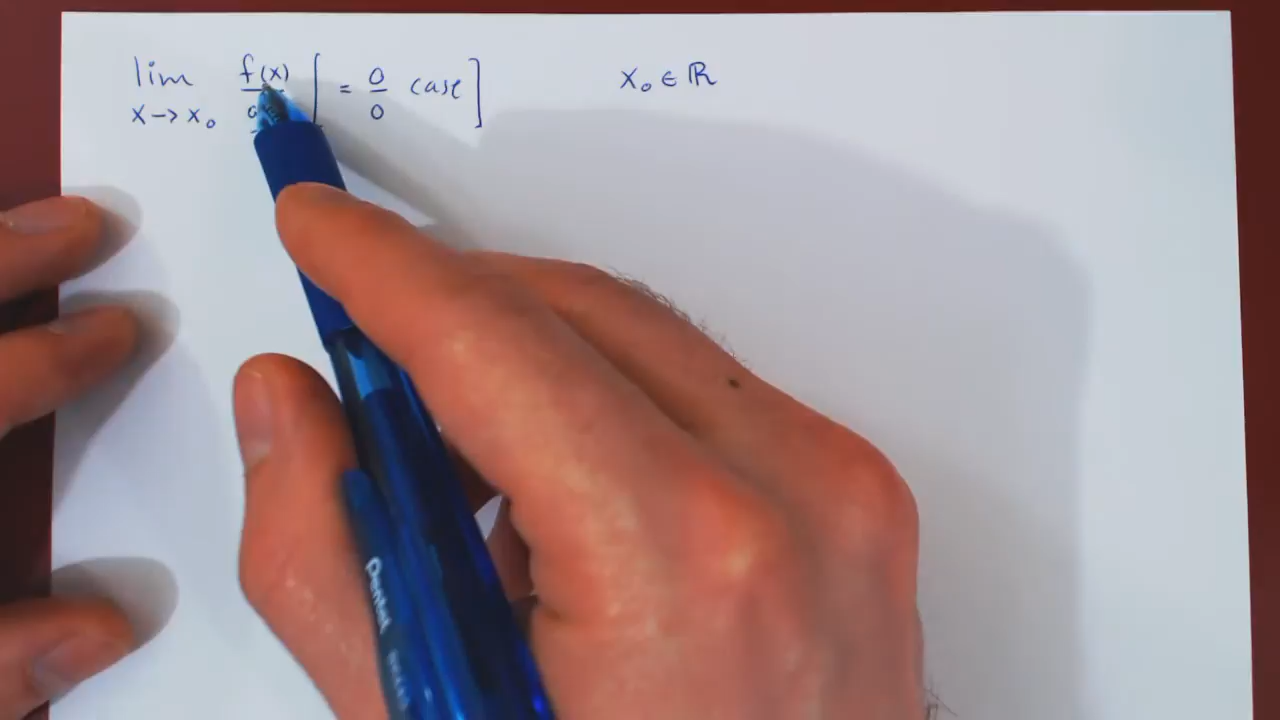 lim f(x) [ = 0/0 case ] x₀ ∈ ℝ
x → x₀
Pentel